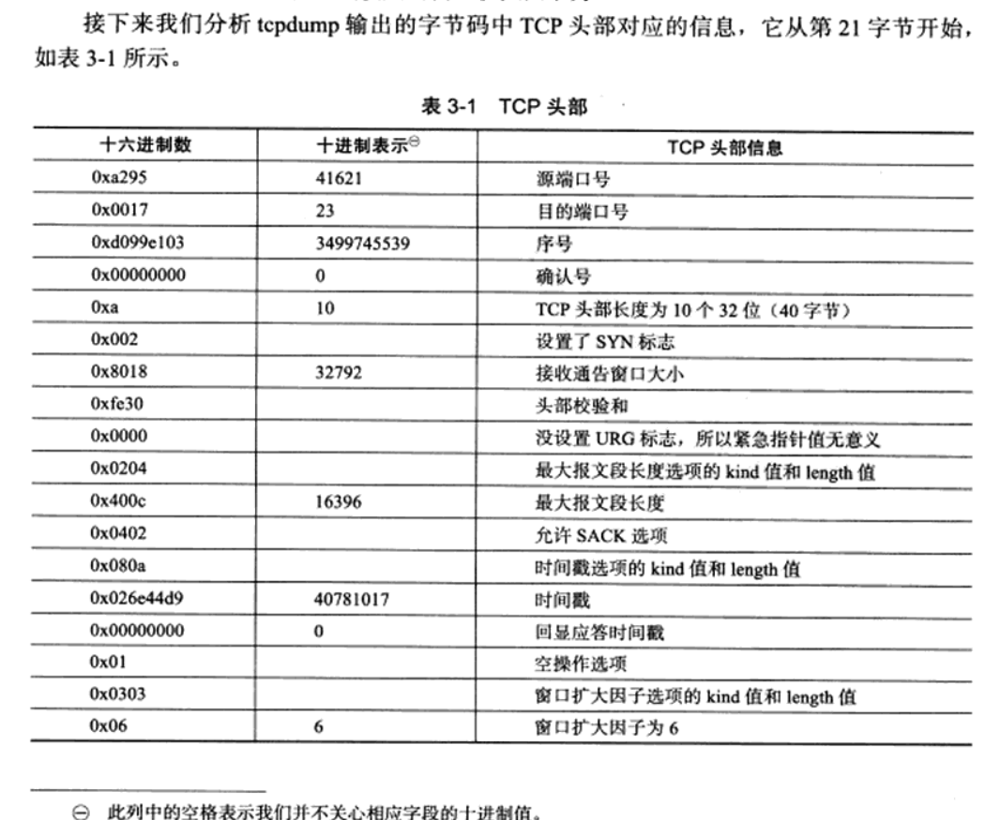 接下来我们分析 tcpdump 输出的字节码中 TCP 头部对应的信息，它从第 21 字节开始，
如表 3-1 所示。
表 3-1 TCP 头部
十六进制数 十进制表示㊀ TCP 头部信息
0xa295 41621 源端口号
0x0017 23 目的端口号
0xd099e103 3499745539 序号
0x00000000 0 确认号
0xa 10 TCP 头部长度为 10 个 32 位（40 字节）
0x002 设置了 SYN 标志
0x8018 32792 接收通告窗口大小
0xfe30 头部校验和
0x0000 没设置 URG 标志，所以紧急指针值无意义
0x0204 最大报文段长度选项的 kind 值和 length 值
0x400c 16396 最大报文段长度
0x0402 允许 SACK 选项
0x080a 时间戳选项的 kind 值和 length 值
0x026e44d9 40781017 时间戳
0x00000000 0 回显应答时间戳
0x01 空操作选项
0x0303 窗口扩大因子选项的 kind 值和 length 值
0x06 6 窗口扩大因子为 6
㊀ 此列中的空格表示我们并不关心相应字段的十进制值。